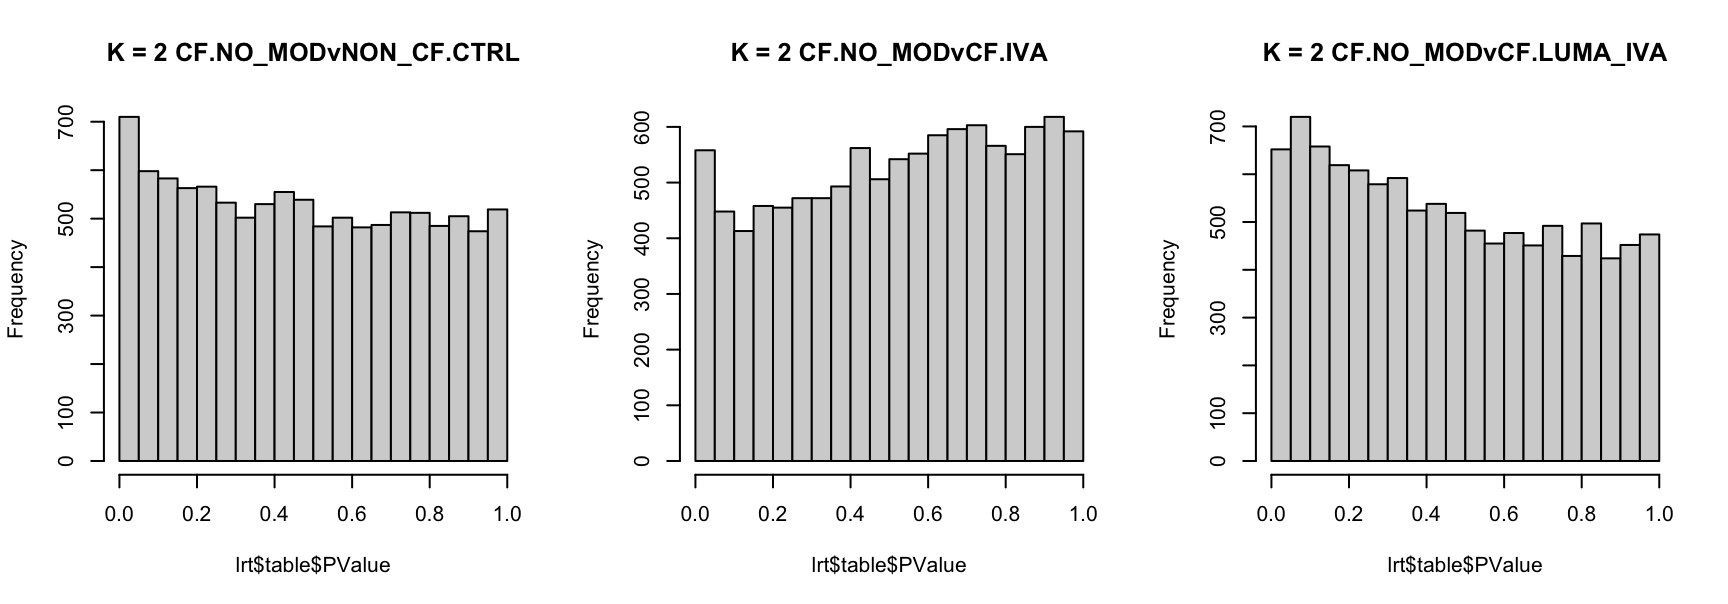 K = 2 CF.NO_MODvNON_CF.CTRL
Frequency
700
500
300
100
0
0.0 0.2 0.4 0.6 0.8 1.0
lrt$table$PValue
K = 2 CF.NO_MODvCF.IVA
Frequency
600
500
400
300
200
100
0
0.0 0.2 0.4 0.6 0.8 1.0
lrt$table$PValue
K = 2 CF.NO_MODvCF.LUMA_IVA
Frequency
700
500
300
100
0
0.0 0.2 0.4 0.6 0.8 1.0
lrt$table$PValue